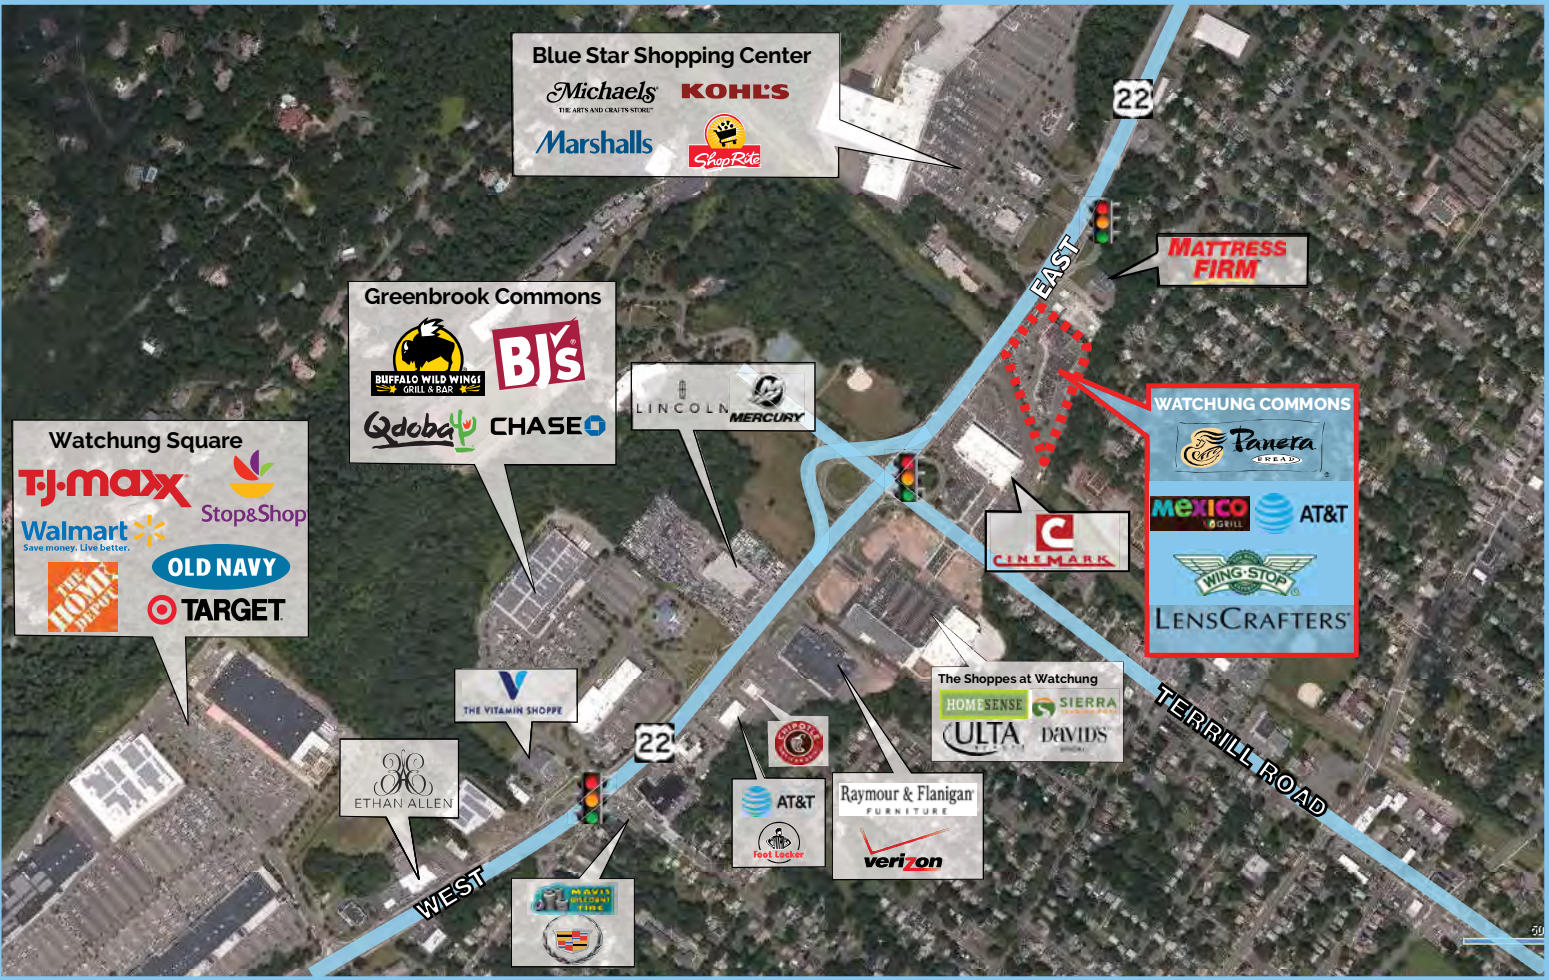 Blue Star Shopping Center
Michaels
THE ARTS AND CRAFTS STORE
KOHL'S
Marshalls
ShopRite
22
EAST
MATTRESS
FIRM
Greenbrook Commons
BUFFALO WILD WINGS
GRILL & BAR
BJ's
Qdoba
CHASE
LINCOLN
MERCURY
WATCHUNG COMMONS
Panera
BREAD
MEXICO
GRILL
AT&T
WING·STOP
LENSCRAFTERS
Watchung Square
T·J·maxx
Stop&Shop
Walmart
Save money. Live better.
OLD NAVY
THE
HOME
DEPOT
TARGET
C
CINEMARK
THE VITAMIN SHOPPE
The Shoppes at Watchung
HOMESENSE
SIERRA
ULTA
DAVID'S
TERRILL ROAD
22
CHIPOTLE
ETHAN ALLEN
AT&T
Foot Locker
Raymour & Flanigan
FURNITURE
verizon
WEST
MAVIS
DISCOUNT
TIRE